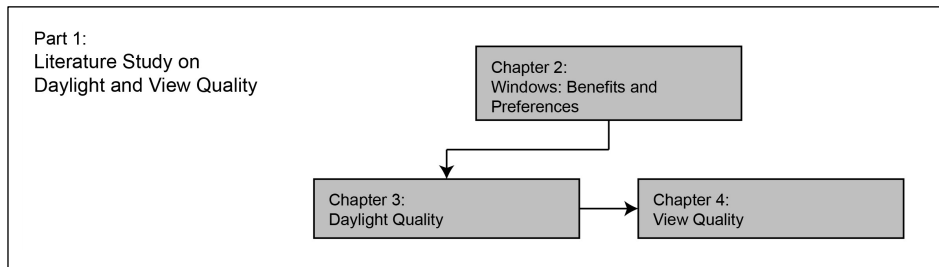 Part 1:
Literature Study on
Daylight and View Quality
Chapter 2:
Windows: Benefits and
Preferences
Chapter 3:
Daylight Quality
Chapter 4:
View Quality